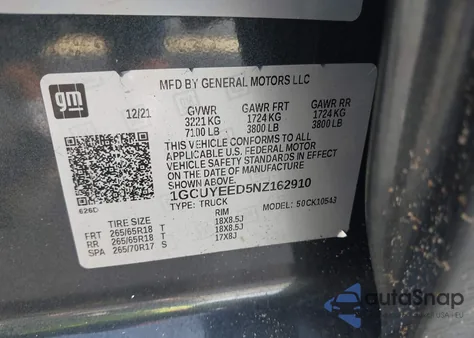 gm
MFD BY GENERAL MOTORS LLC
12/21 GVWR GAWR FRT GAWR RR
3221 KG 1724 KG 1724 KG
7100 LB 3800 LB 3800 LB
THIS VEHICLE CONFORMS TO ALL
APPLICABLE U.S. FEDERAL MOTOR
VEHICLE SAFETY STANDARDS IN
EFFECT ON THE DATE OF
MANUFACTURE SHOWN ABOVE.
1GCUYEED5NZ162910
626D TYPE: TRUCK 50CK10543
TIRE SIZE RIM
FRT 265/65R18 T 18X8.5J
RR 265/65R18 T 18X8.5J
SPA 265/70R17 S 17X8J
autoSnap